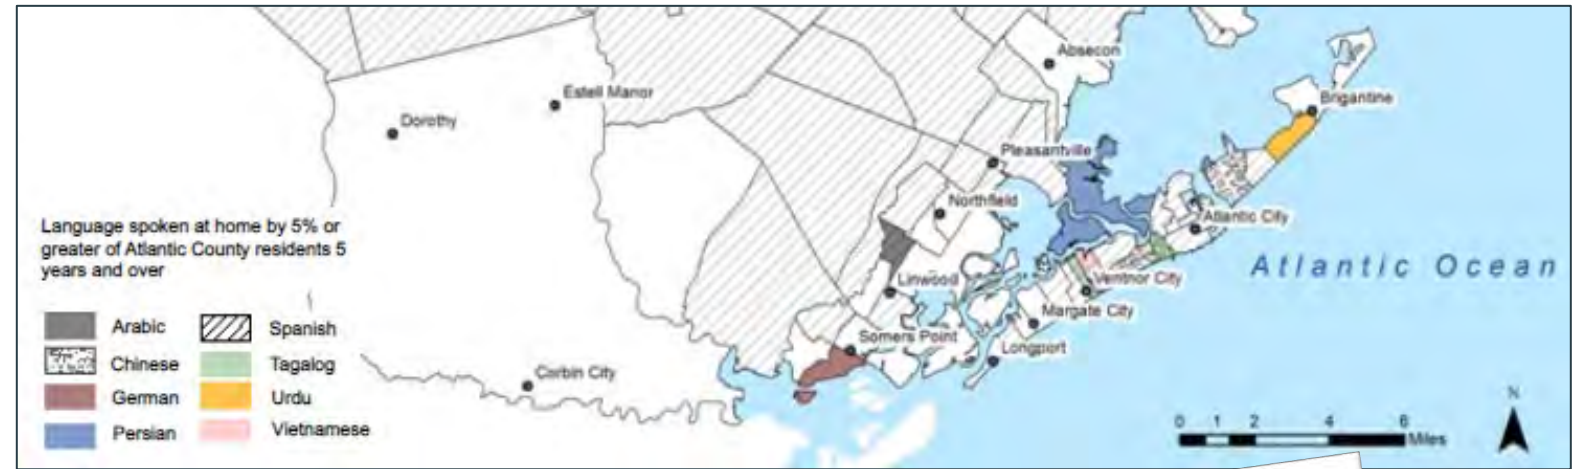 Absecon
Estell Manor
Brigantine
Dorothy
Pleasantville
Northfield
Atlantic City
Language spoken at home by 5% or
greater of Atlantic County residents 5
years and over
Atlantic Ocean
Linwood
Ventnor City
Margate City
Somers Point
Longport
Corbin City
Arabic
Spanish
Chinese
Tagalog
German
Urdu
Persian
Vietnamese
N
0 1 2 4 6
Miles